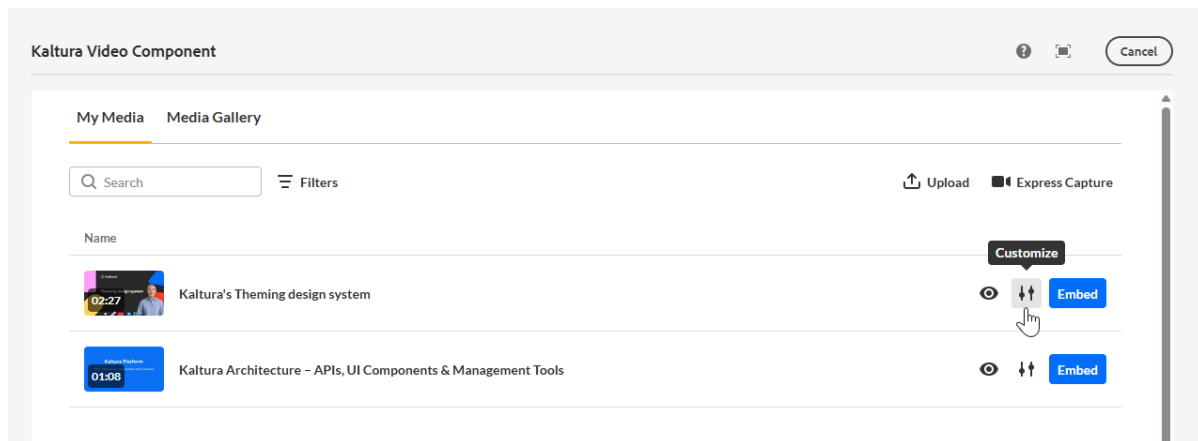 Kaltura Video Component
Cancel
My Media Media Gallery
Search Filters Upload Express Capture
Name
Customize
02:27 Kaltura's Theming design system Embed
Kaltura Platform
01:08 Kaltura Architecture – APIs, UI Components & Management Tools Embed